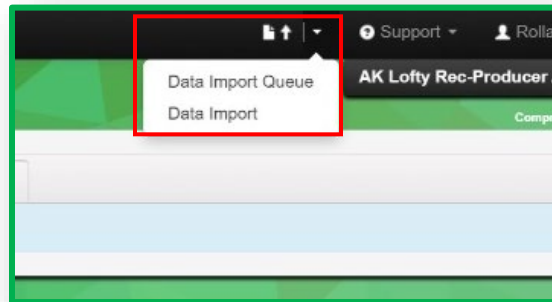 Support
Data Import Queue
AK Lofty Rec-Producer
Data Import